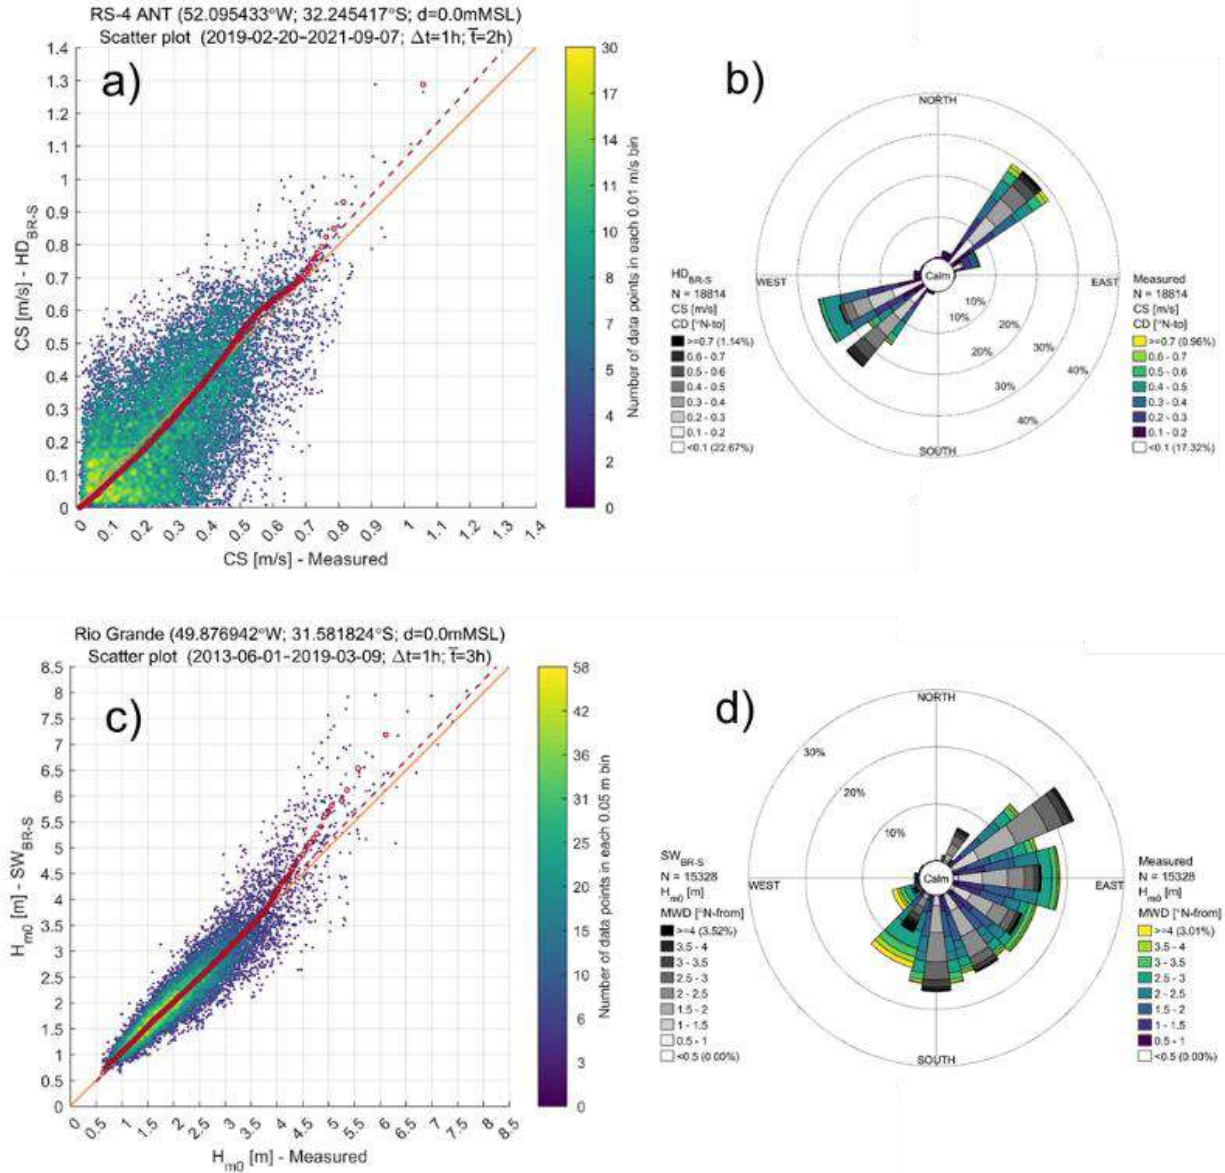 RS-4 ANT (52.095433°W; 32.245417°S; d=0.0mMSL)
Scatter plot (2019-02-20–2021-09-07; Δt=1h; t̅=2h)
a)
1.4
1.3
1.2
1.1
1
0.9
0.8
0.7
0.6
0.5
0.4
0.3
0.2
0.1
0
CS [m/s] - HD_BR-S
0 0.1 0.2 0.3 0.4 0.5 0.6 0.7 0.8 0.9 1 1.1 1.2 1.3 1.4
CS [m/s] - Measured
30
17
14
11
10
8
7
5
4
2
0
Number of data points in each 0.01 m/s bin
b)
NORTH
WEST
EAST
SOUTH
Calm
10%
10%
20%
20%
30%
30%
40%
40%
HD_BR-S
N = 18814
CS [m/s]
CD [°N-to]
>=0.7 (1.14%)
0.6 - 0.7
0.5 - 0.6
0.4 - 0.5
0.3 - 0.4
0.2 - 0.3
0.1 - 0.2
<0.1 (22.67%)
Measured
N = 18814
CS [m/s]
CD [°N-to]
>=0.7 (0.96%)
0.6 - 0.7
0.5 - 0.6
0.4 - 0.5
0.3 - 0.4
0.2 - 0.3
0.1 - 0.2
<0.1 (17.32%)
Rio Grande (49.876942°W; 31.581824°S; d=0.0mMSL)
Scatter plot (2013-06-01–2019-03-09; Δt=1h; t̅=3h)
c)
8.5
8
7.5
7
6.5
6
5.5
5
4.5
4
3.5
3
2.5
2
1.5
1
0.5
0
H_m0 [m] - SW_BR-S
0 0.5 1 1.5 2 2.5 3 3.5 4 4.5 5 5.5 6 6.5 7 7.5 8 8.5
H_m0 [m] - Measured
58
42
36
31
25
20
15
10
6
3
0
Number of data points in each 0.05 m bin
d)
NORTH
WEST
EAST
SOUTH
Calm
30%
20%
10%
SW_BR-S
N = 15328
H_m0 [m]
MWD [°N-from]
>=4 (3.52%)
3.5 - 4
3 - 3.5
2.5 - 3
2 - 2.5
1.5 - 2
1 - 1.5
0.5 - 1
<0.5 (0.00%)
Measured
N = 15328
H_m0 [m]
MWD [°N-from]
>=4 (3.01%)
3.5 - 4
3 - 3.5
2.5 - 3
2 - 2.5
1.5 - 2
1 - 1.5
0.5 - 1
<0.5 (0.00%)